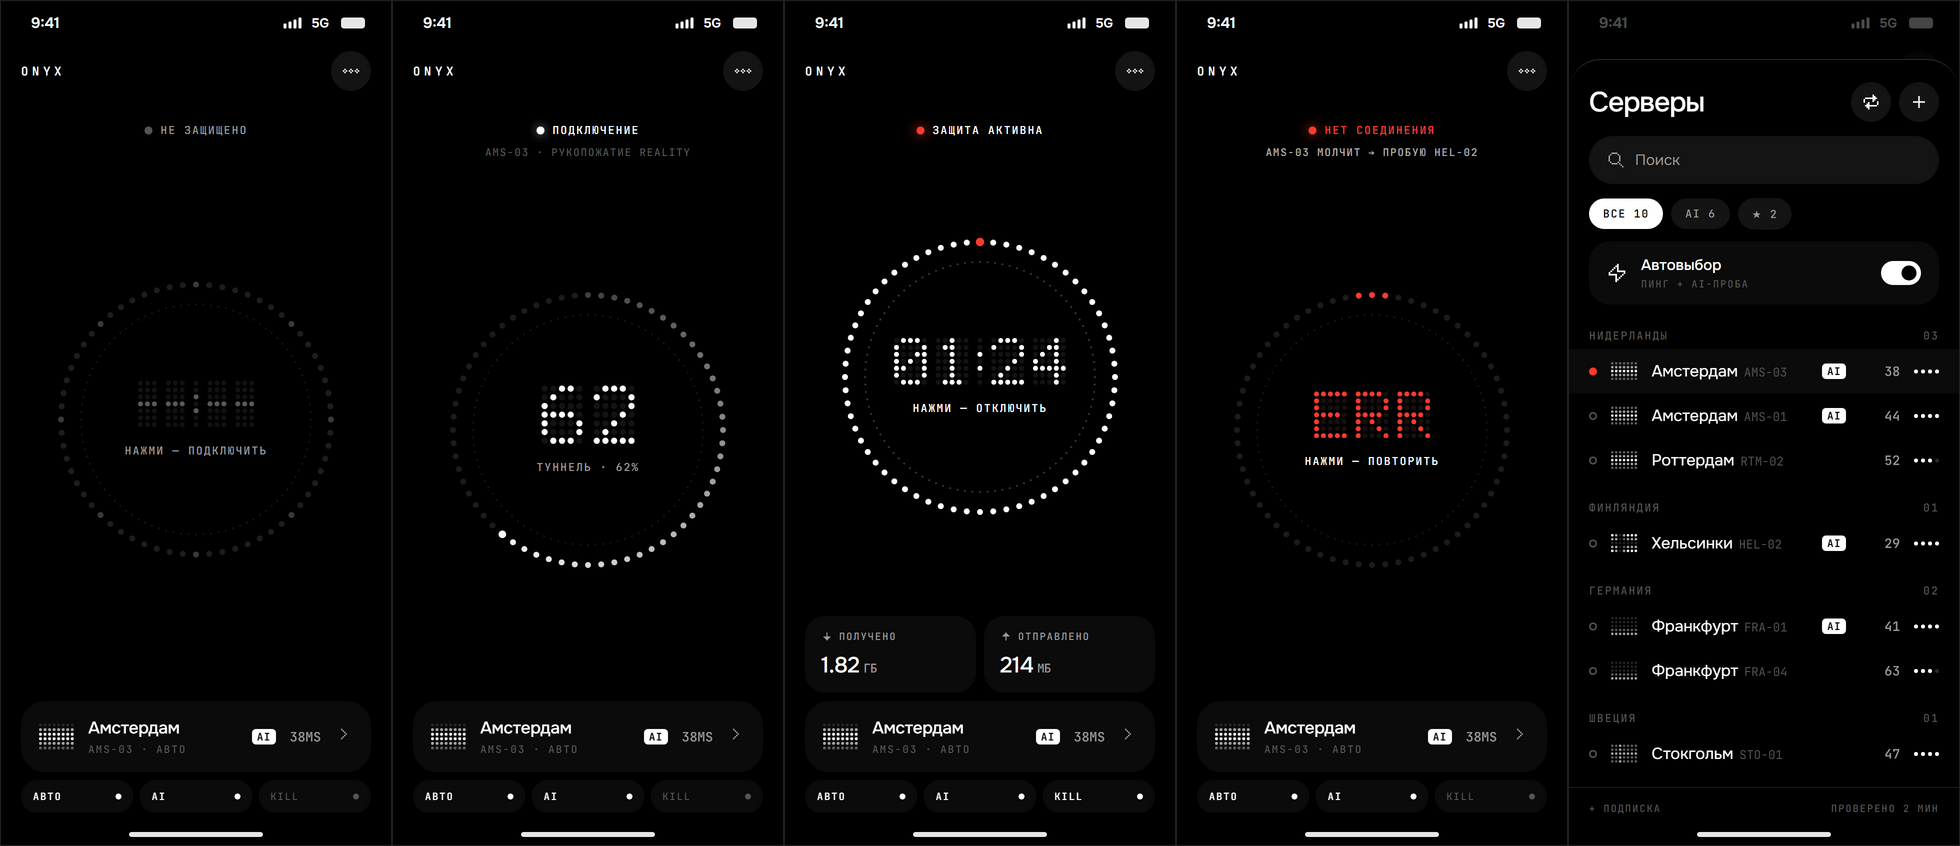 9:41 5G
ONYX
НЕ ЗАЩИЩЕНО
--:--
НАЖМИ — ПОДКЛЮЧИТЬ
Амстердам
AMS-03 · АВТО
AI 38MS
АВТО AI KILL
9:41 5G
ONYX
ПОДКЛЮЧЕНИЕ
AMS-03 · РУКОПОЖАТИЕ REALITY
62
ТУННЕЛЬ · 62%
Амстердам
AMS-03 · АВТО
AI 38MS
АВТО AI KILL
9:41 5G
ONYX
ЗАЩИТА АКТИВНА
01:24
НАЖМИ — ОТКЛЮЧИТЬ
↓ ПОЛУЧЕНО
1.82 ГБ
↑ ОТПРАВЛЕНО
214 МБ
Амстердам
AMS-03 · АВТО
AI 38MS
АВТО AI KILL
9:41 5G
ONYX
НЕТ СОЕДИНЕНИЯ
AMS-03 МОЛЧИТ → ПРОБУЮ HEL-02
ERR
НАЖМИ — ПОВТОРИТЬ
Амстердам
AMS-03 · АВТО
AI 38MS
АВТО AI KILL
9:41 5G
Серверы
Поиск
ВСЕ 10 AI 6 ★ 2
Автовыбор
ПИНГ + AI-ПРОБА
НИДЕРЛАНДЫ 03
Амстердам AMS-03 AI 38
Амстердам AMS-01 AI 44
Роттердам RTM-02 52
ФИНЛЯНДИЯ 01
Хельсинки HEL-02 AI 29
ГЕРМАНИЯ 02
Франкфурт FRA-01 AI 41
Франкфурт FRA-04 63
ШВЕЦИЯ 01
Стокгольм STO-01 47
+ ПОДПИСКА ПРОВЕРЕНО 2 МИН